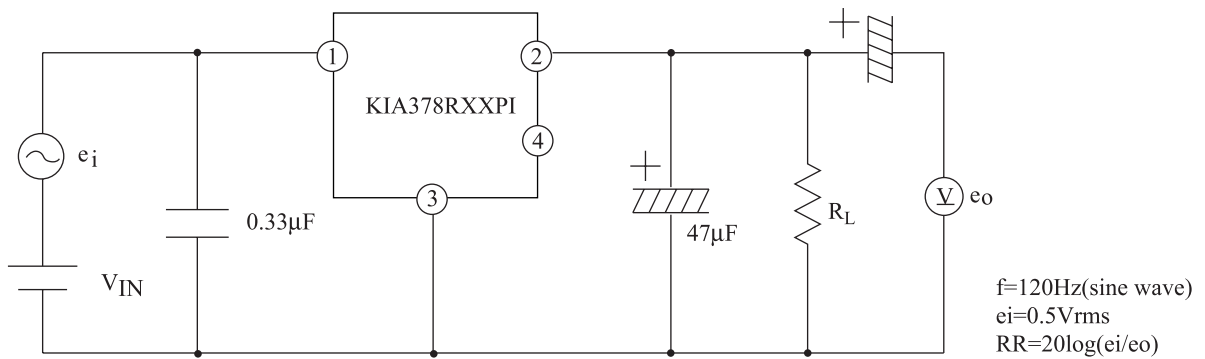 +
1
2
KIA378RXXPI
4
ei
+
V
eo
3
RL
0.33μF
47μF
VIN
f=120Hz(sine wave)
ei=0.5Vrms
RR=20log(ei/eo)